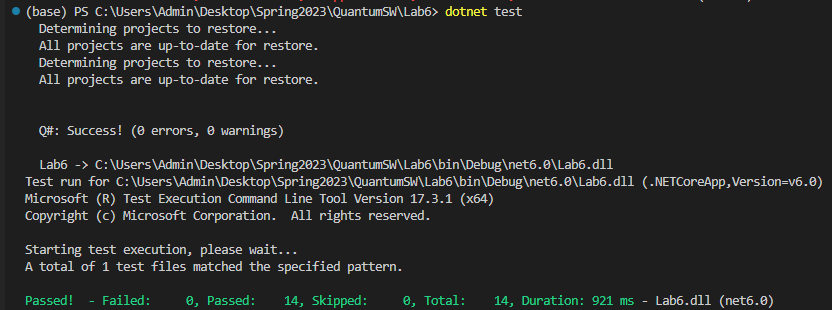 (base) PS C:\Users\Admin\Desktop\Spring2023\QuantumSW\Lab6> dotnet test
Determining projects to restore...
All projects are up-to-date for restore.
Determining projects to restore...
All projects are up-to-date for restore.
Q#: Success! (0 errors, 0 warnings)
Lab6 -> C:\Users\Admin\Desktop\Spring2023\QuantumSW\Lab6\bin\Debug\net6.0\Lab6.dll
Test run for C:\Users\Admin\Desktop\Spring2023\QuantumSW\Lab6\bin\Debug\net6.0\Lab6.dll (.NETCoreApp,Version=v6.0)
Microsoft (R) Test Execution Command Line Tool Version 17.3.1 (x64)
Copyright (c) Microsoft Corporation.  All rights reserved.
Starting test execution, please wait...
A total of 1 test files matched the specified pattern.
Passed!  - Failed:     0, Passed:    14, Skipped:     0, Total:    14, Duration: 921 ms - Lab6.dll (net6.0)